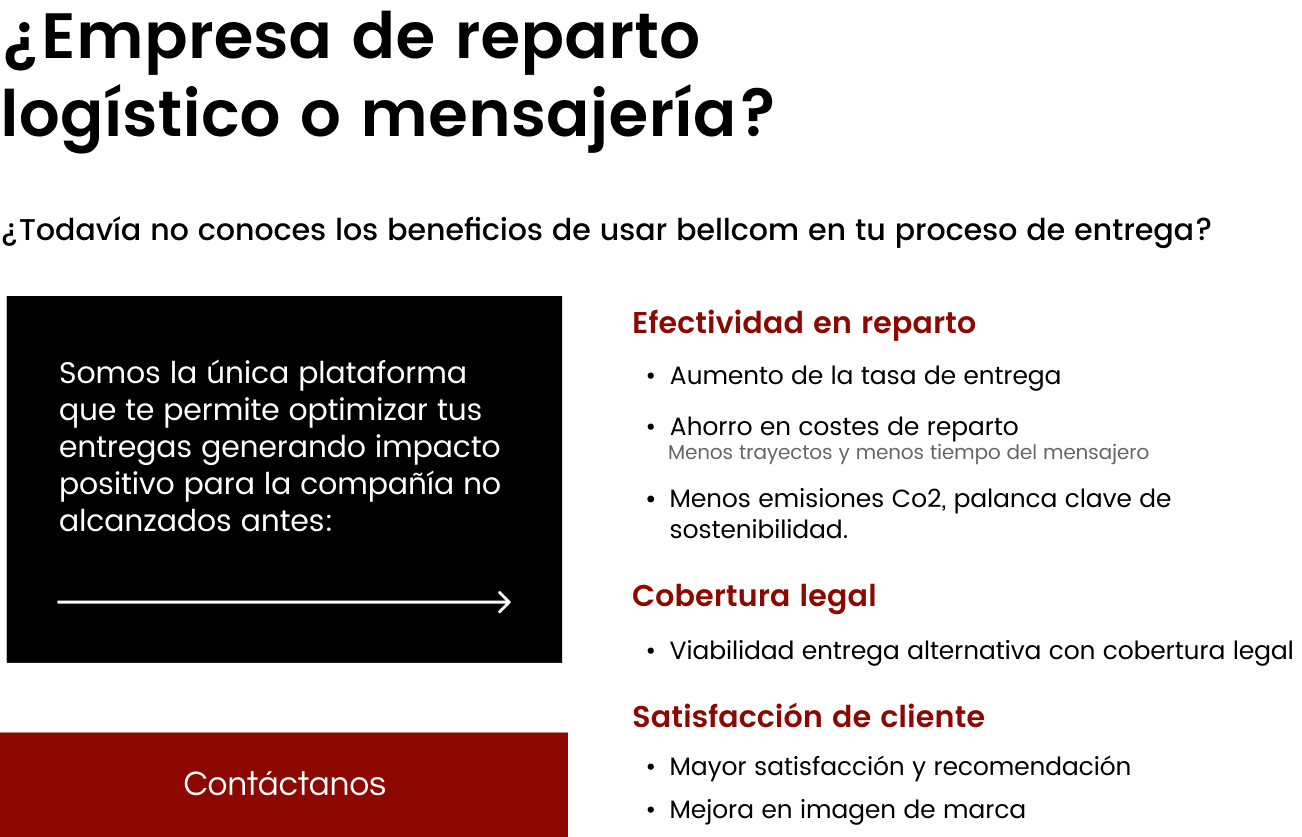 ¿Empresa de reparto
logístico o mensajería?
¿Todavía no conoces los beneficios de usar bellcom en tu proceso de entrega?
Somos la única plataforma
que te permite optimizar tus
entregas generando impacto
positivo para la compañía no
alcanzados antes:
Contáctanos
Efectividad en reparto
• Aumento de la tasa de entrega
• Ahorro en costes de reparto
Menos trayectos y menos tiempo del mensajero
• Menos emisiones Co2, palanca clave de
sostenibilidad.
Cobertura legal
• Viabilidad entrega alternativa con cobertura legal
Satisfacción de cliente
• Mayor satisfacción y recomendación
• Mejora en imagen de marca